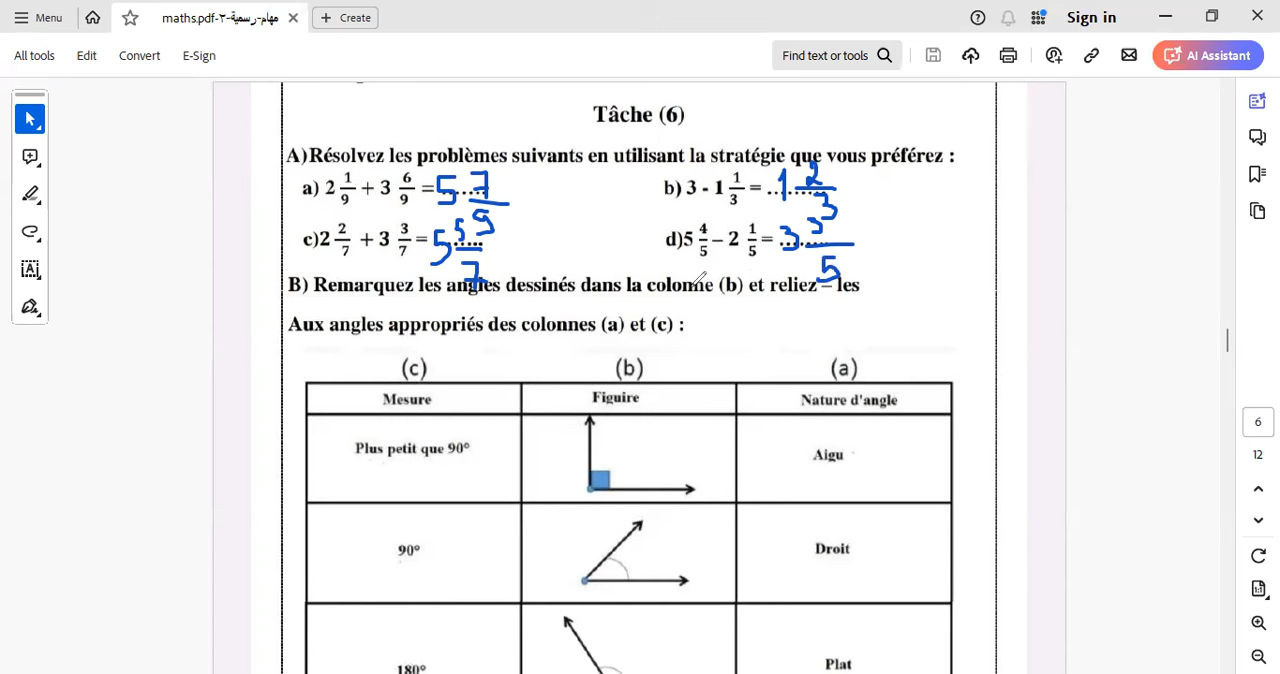 Menu
maths.pdf-٣-مهام-رسمية
Create
Sign in
All tools Edit Convert E-Sign
Find text or tools
AI Assistant
Tâche (6)
A)Résolvez les problèmes suivants en utilisant la stratégie que vous préférez :
a) 2 1/9 + 3 6/9 = 5 7/9
b) 3 - 1 1/3 = 1 2/3
c)2 2/7 + 3 3/7 = 5 5/7
d)5 4/5 – 2 1/5 = 3 3/5
B) Remarquez les angles dessinés dans la colonne (b) et reliez – les
Aux angles appropriés des colonnes (a) et (c) :
(c) (b) (a)
Mesure Figuire Nature d'angle
Plus petit que 90° Aigu
90° Droit
180° Plat
6
12